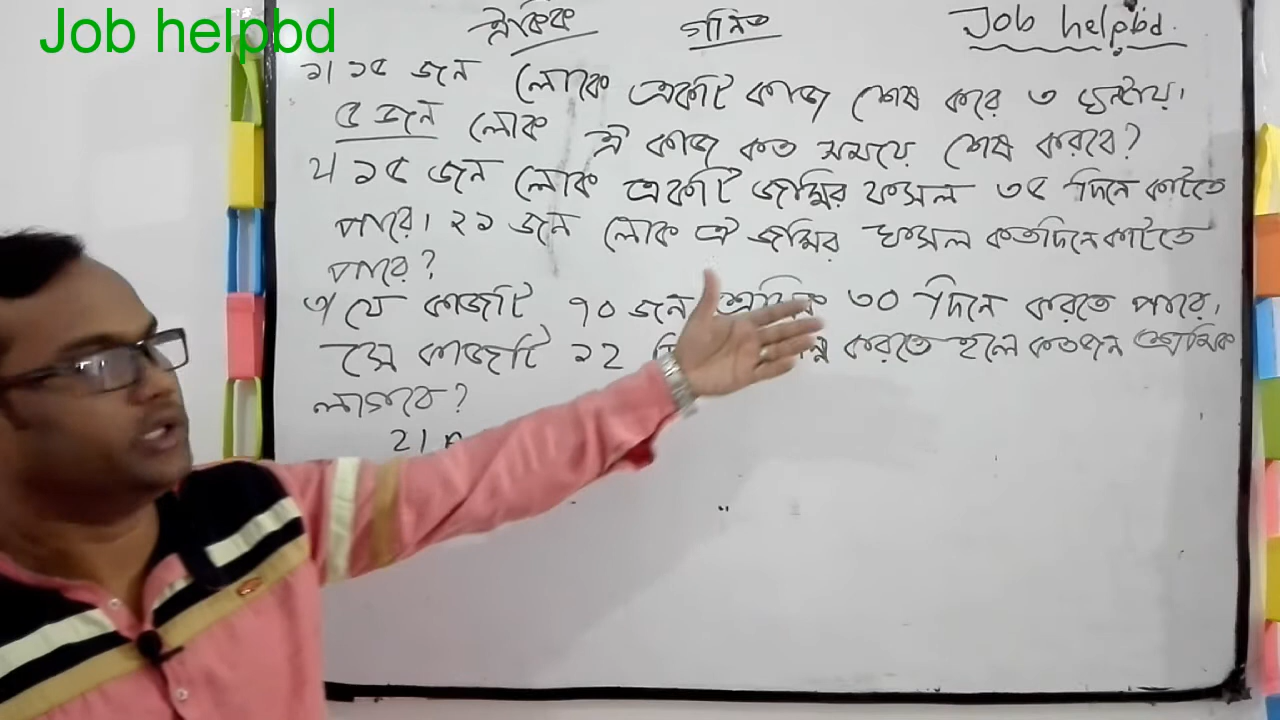 Job helpbd
ঐকিক গনিত Job helpbd.
১। ১৫ জন লোকে একটি কাজ শেষ করে ৩ ঘন্টায়।
৫ জন লোক ঐ কাজ কত সময়ে শেষ করবে?
২। ১৫ জন লোক একটি জমির ফসল ৩৫ দিনে কাটতে
পারে। ২১ জন লোক ঐ জমির ফসল কতদিনে কাটতে
পারে?
৩। যে কাজটি ৭০ জন শ্রমিক ৩০ দিনে করতে পারে,
সে কাজটি ১২ করতে হলে কতজন শ্রমিক
লাগবে?